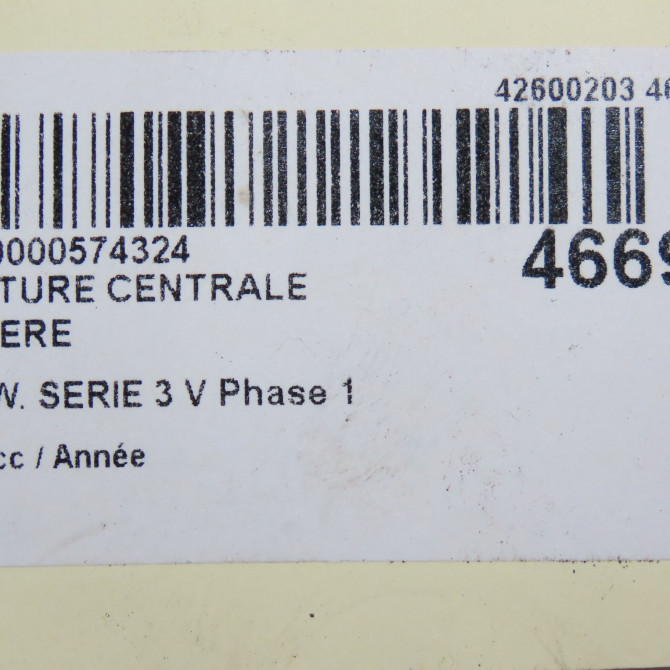 42600203 46
0000574324
4669
TURE CENTRALE
ERE
W. SERIE 3 V Phase 1
cc / Année